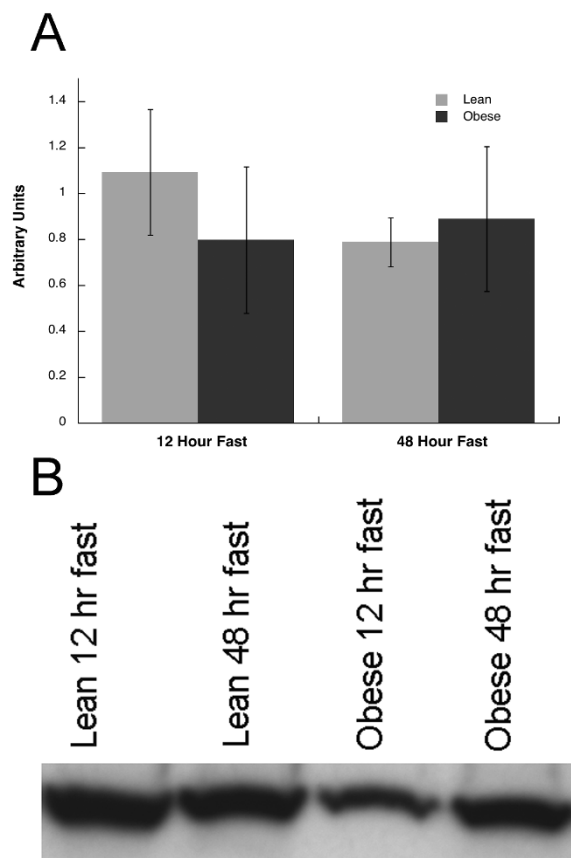 A
1.4
1.2
1
0.8
0.6
0.4
0.2
0
Arbitrary Units
Lean
Obese
12 Hour Fast
48 Hour Fast
B
Lean 12 hr fast
Lean 48 hr fast
Obese 12 hr fast
Obese 48 hr fast